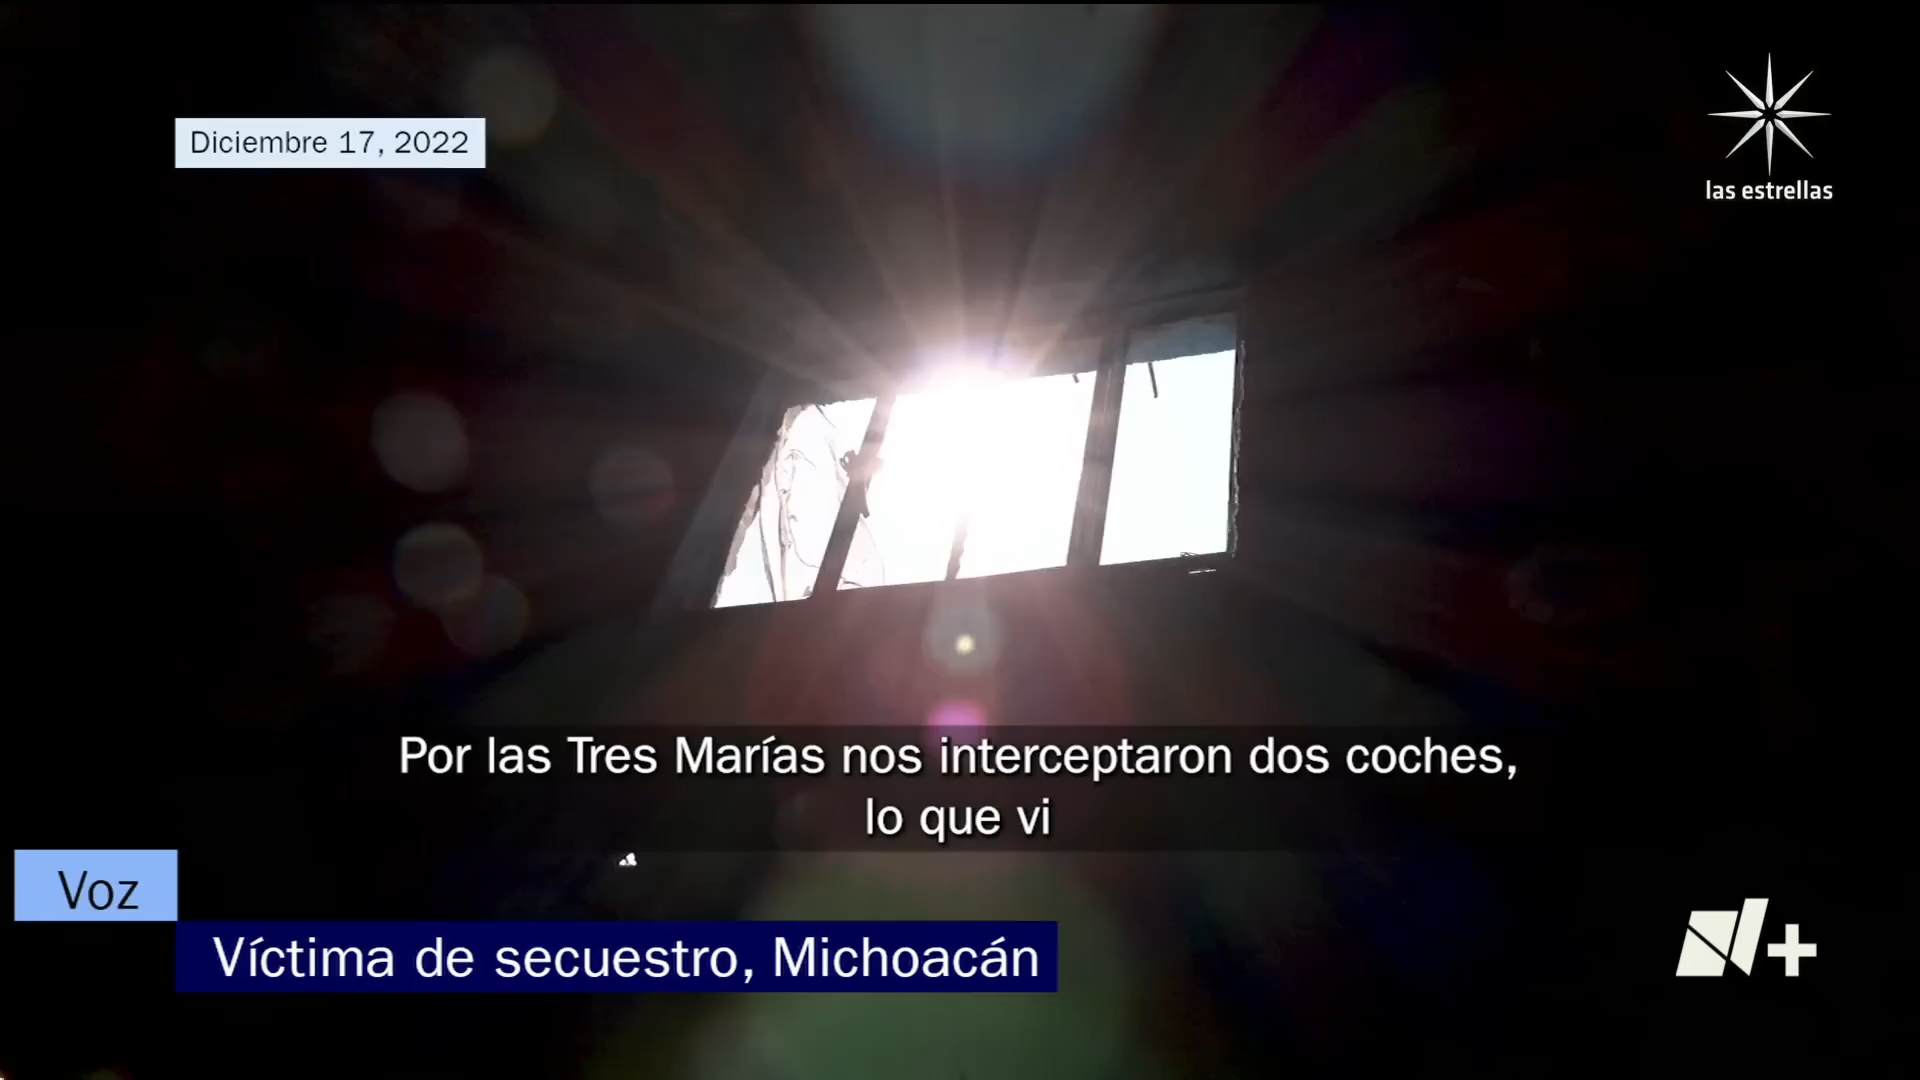 Diciembre 17, 2022
las estrellas
Por las Tres Marías nos interceptaron dos coches,
lo que vi
Voz
Víctima de secuestro, Michoacán
N+